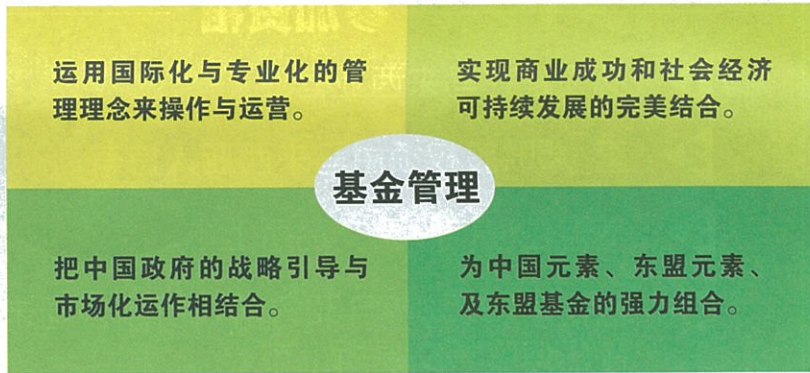 运用国际化与专业化的管
理理念来操作与运营。
实现商业成功和社会经济
可持续发展的完美结合。
基金管理
把中国政府的战略引导与
市场化运作相结合。
为中国元素、东盟元素、
及东盟基金的强力组合。